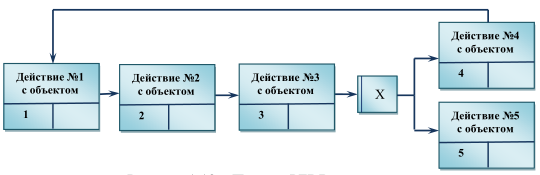 Действие №1
с объектом
1
Действие №2
с объектом
2
Действие №3
с объектом
3
X
Действие №4
с объектом
4
Действие №5
с объектом
5